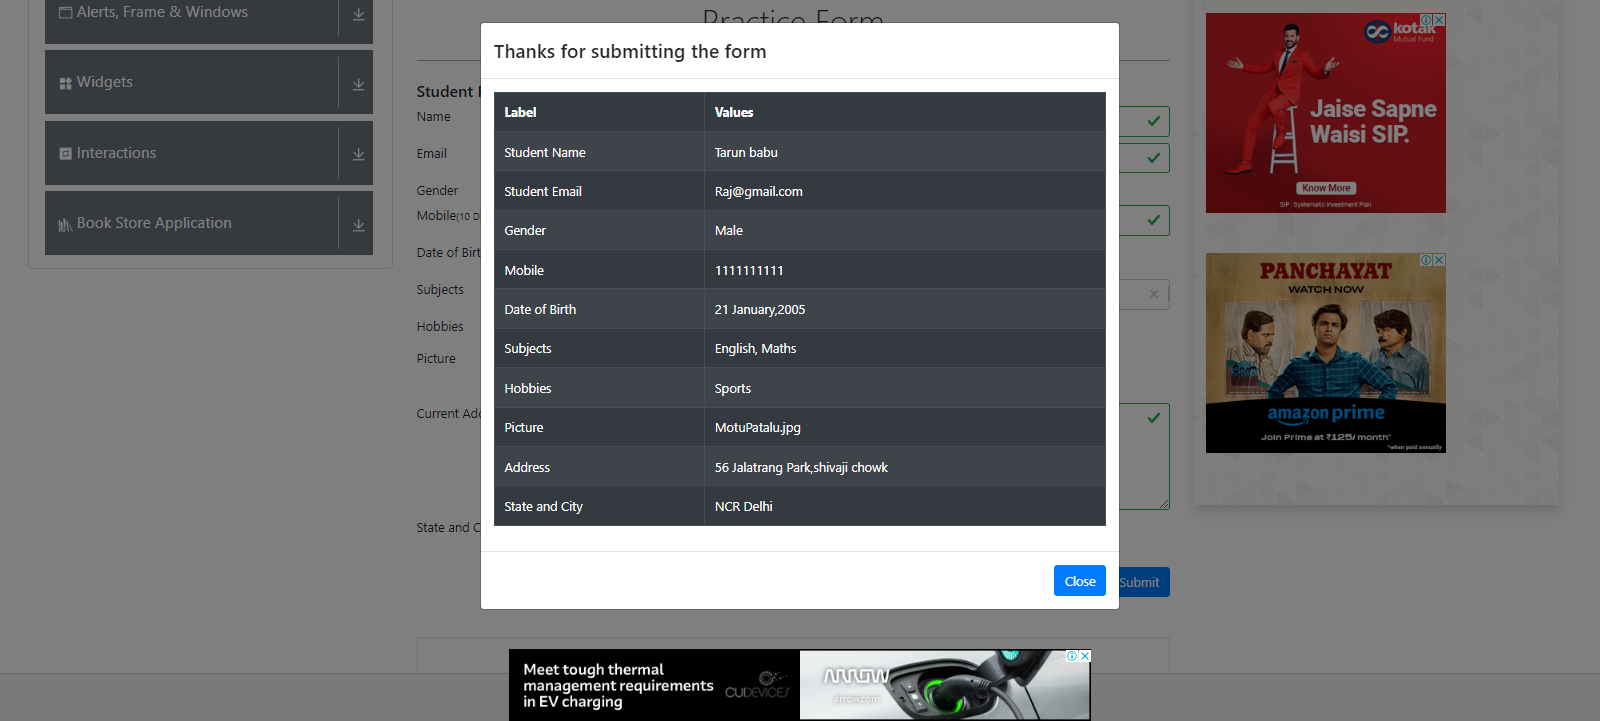 Alerts, Frame & Windows
Widgets
Interactions
Book Store Application
Practice Form
Student
Name
Email
Gender
Mobile(10 D
Date of Birt
Subjects
Hobbies
Picture
Current Add
State and C
Submit
Thanks for submitting the form
Label Values
Student Name Tarun babu
Student Email Raj@gmail.com
Gender Male
Mobile 1111111111
Date of Birth 21 January,2005
Subjects English, Maths
Hobbies Sports
Picture MotuPatalu.jpg
Address 56 Jalatrang Park,shivaji chowk
State and City NCR Delhi
Close
kotak
Mutual Fund
Jaise Sapne
Waisi SIP.
Know More
SIP : Systematic Investment Plan
PANCHAYAT
WATCH NOW
amazon prime
Join Prime at ₹125/month*
*when paid annually
Meet tough thermal
management requirements
in EV charging
CUI DEVICES
ARROW
arrow.com